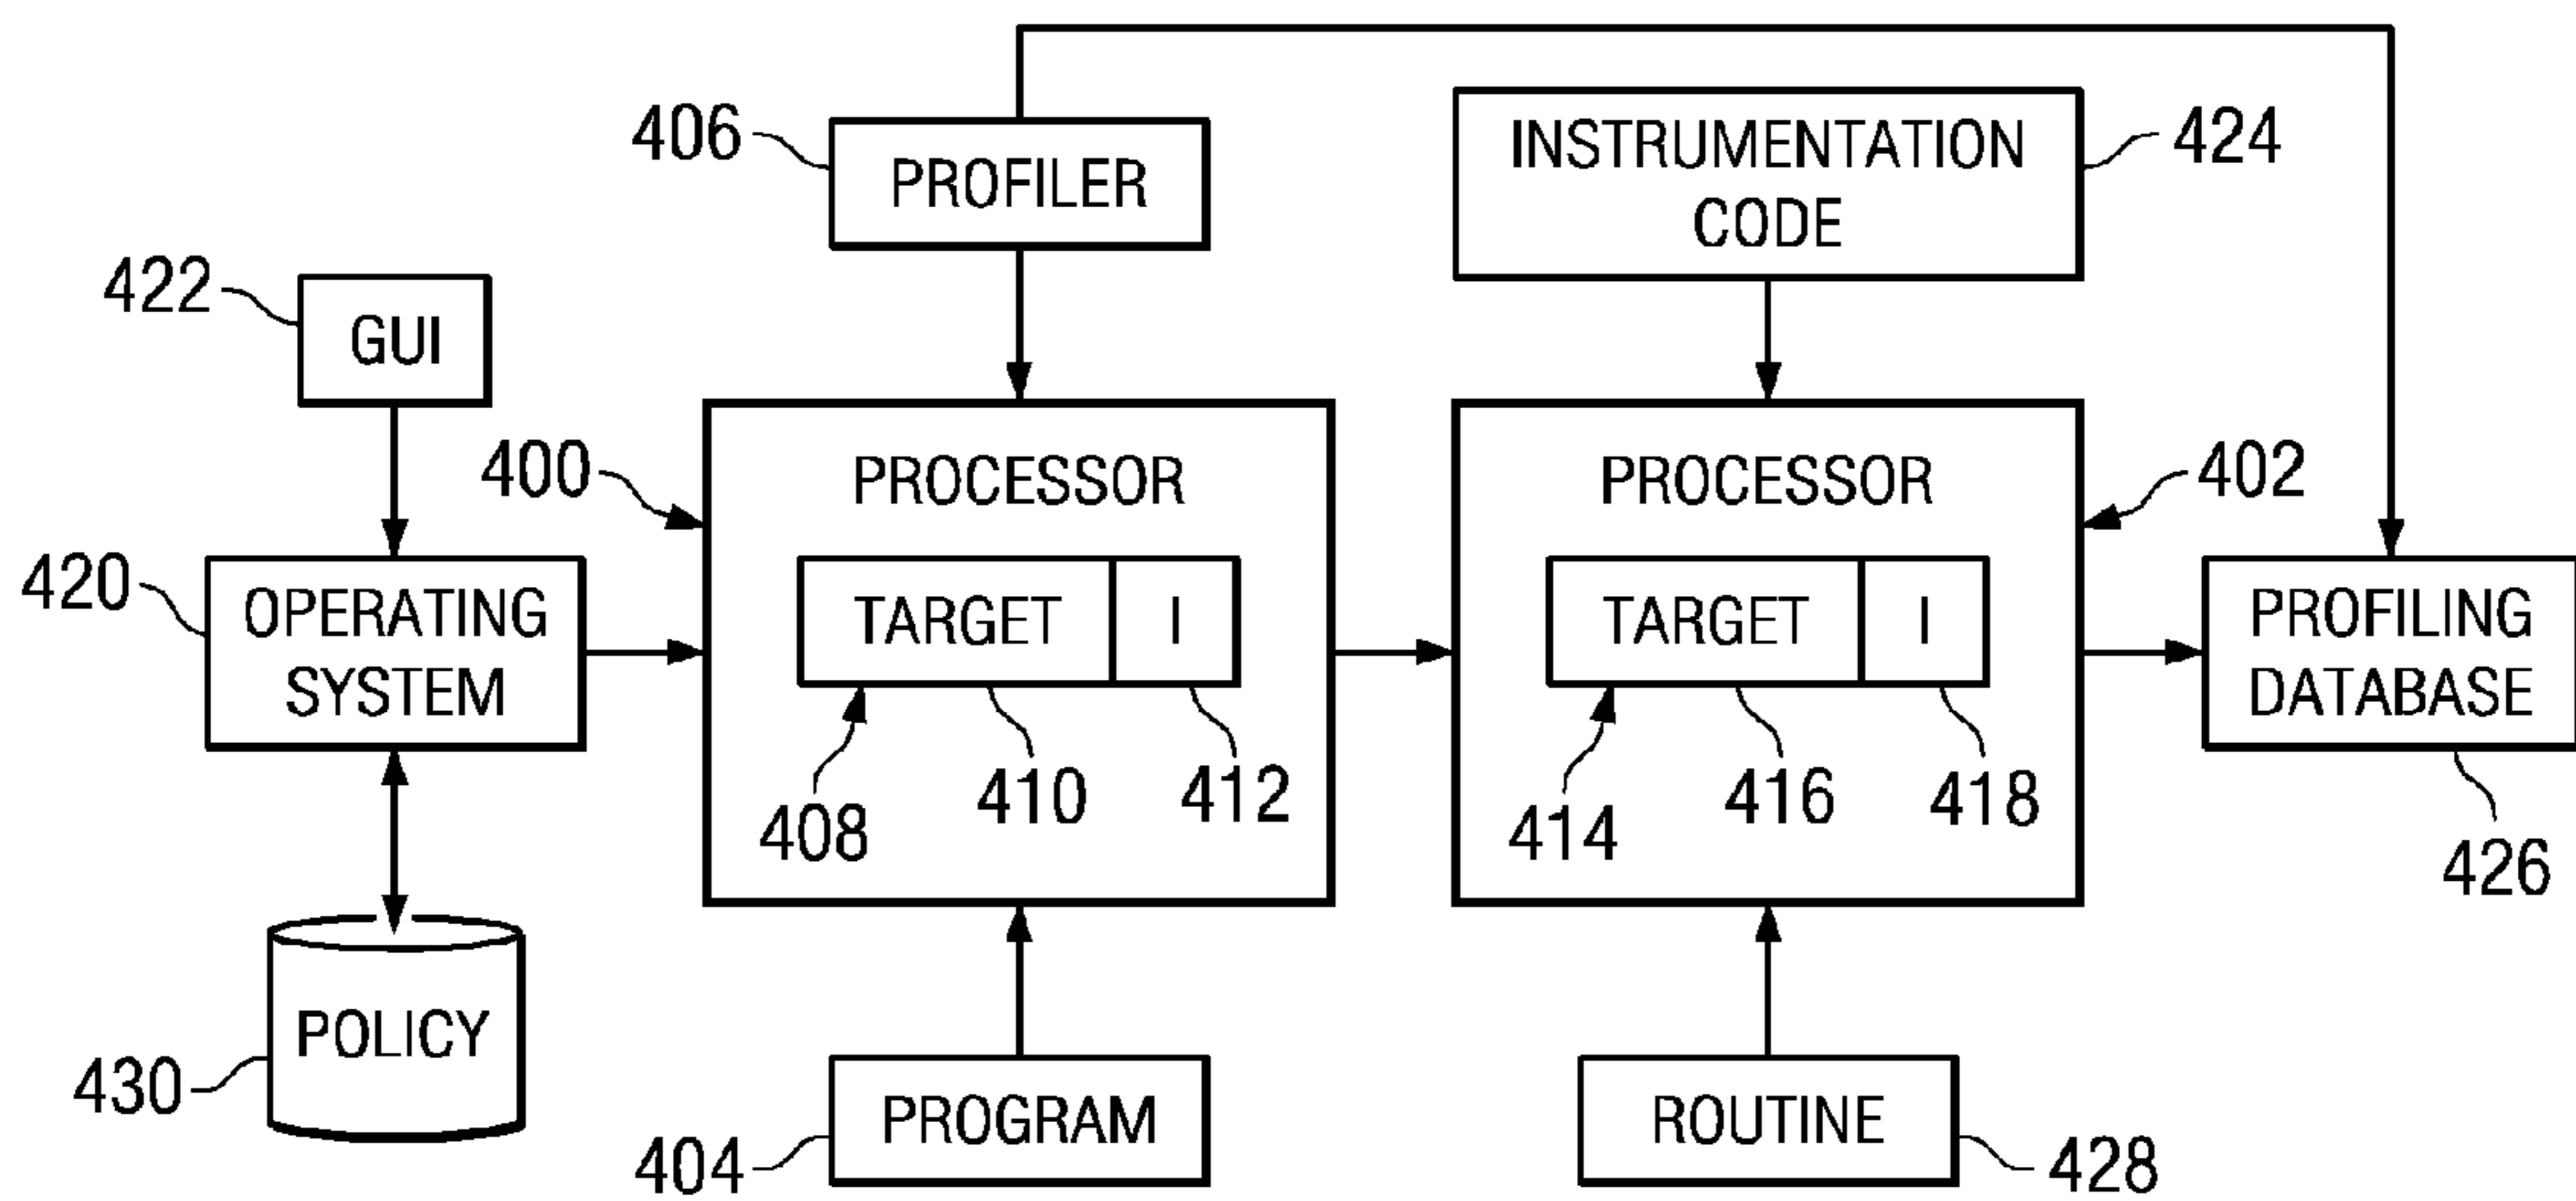 406
PROFILER
INSTRUMENTATION
CODE
424
422
GUI
400
PROCESSOR
PROCESSOR
402
420
OPERATING
SYSTEM
TARGET
I
TARGET
I
PROFILING
DATABASE
408
410
412
414
416
418
426
430
POLICY
404
PROGRAM
ROUTINE
428